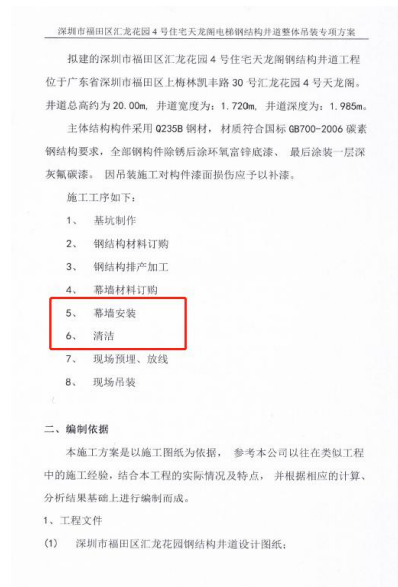 深圳市福田区汇龙花园4号住宅天龙阁电梯钢结构井道整体吊装专项方案
拟建的深圳市福田区汇龙花园4号住宅天龙阁钢结构井道工程
位于广东省深圳市福田区上梅林凯丰路30号汇龙花园4号天龙阁。
井道总高约为20.00m，井道宽度为：1.720m，井道深度为：1.985m。
主体结构构件采用Q235B钢材，材质符合国标GB700-2006碳素
钢结构要求，全部钢构件除锈后涂环氧富锌底漆、 最后涂装一层深
灰氟碳漆。 因吊装施工对构件漆面损伤应予以补漆。
施工工序如下：
1、 基坑制作
2、 钢结构材料订购
3、 钢结构排产加工
4、 幕墙材料订购
5、 幕墙安装
6、 清洁
7、 现场预埋、放线
8、 现场吊装
二、编制依据
本施工方案是以施工图纸为依据， 参考本公司以往在类似工程
中的施工经验，结合本工程的实际情况及特点， 并根据相应的计算、
分析结果基础上进行编制而成。
1、工程文件
(1) 深圳市福田区汇龙花园钢结构井道设计图纸；